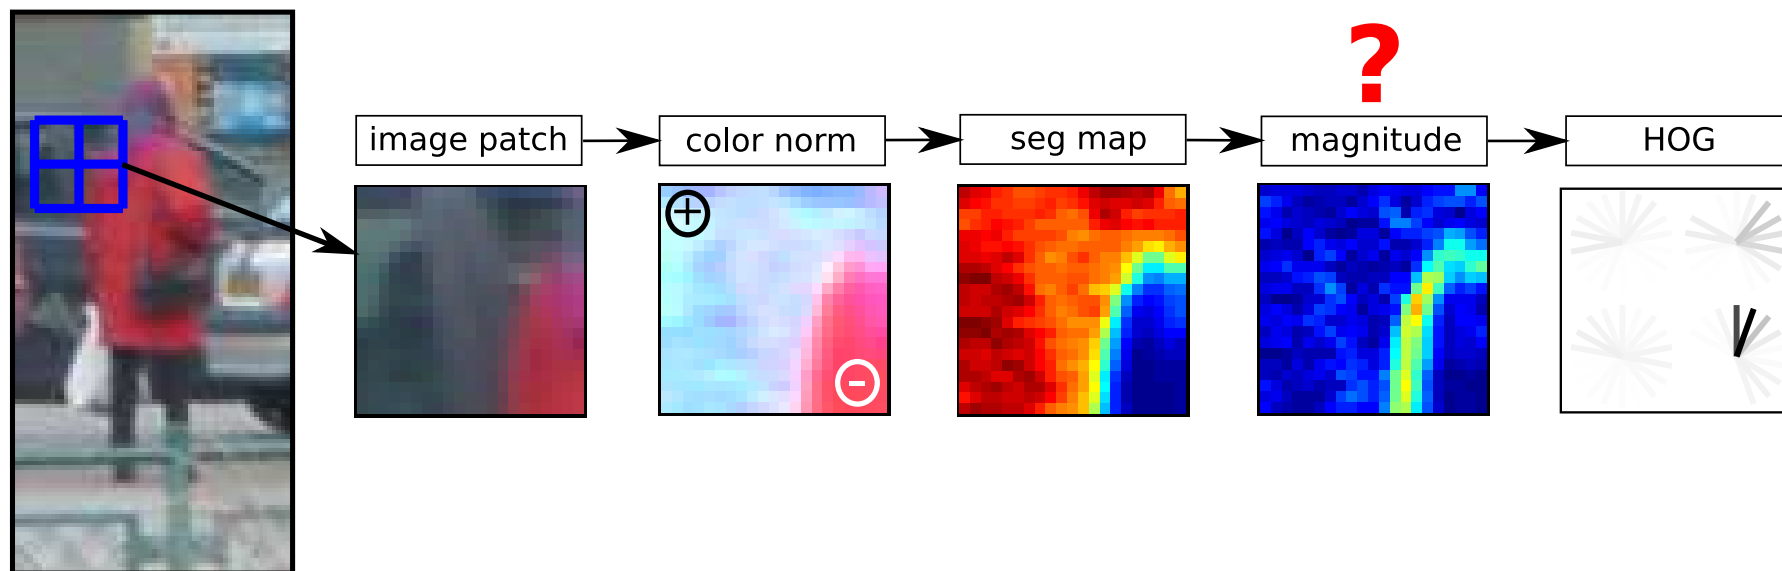 ?
image patch
color norm
seg map
magnitude
HOG
+
-